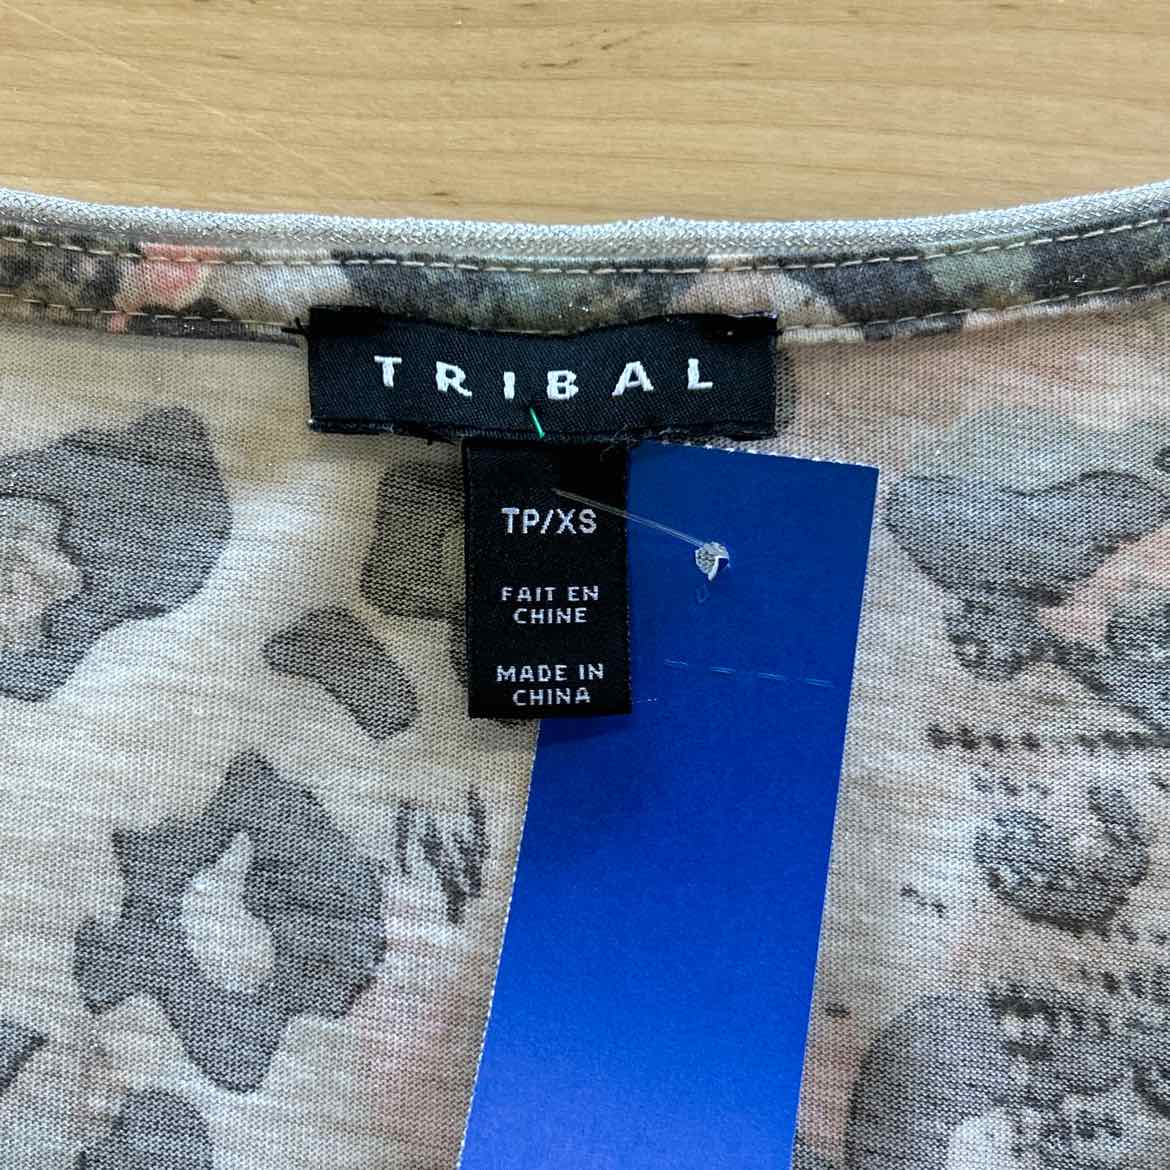 TRIBAL
TP/XS
FAIT EN
CHINE
MADE IN
CHINA